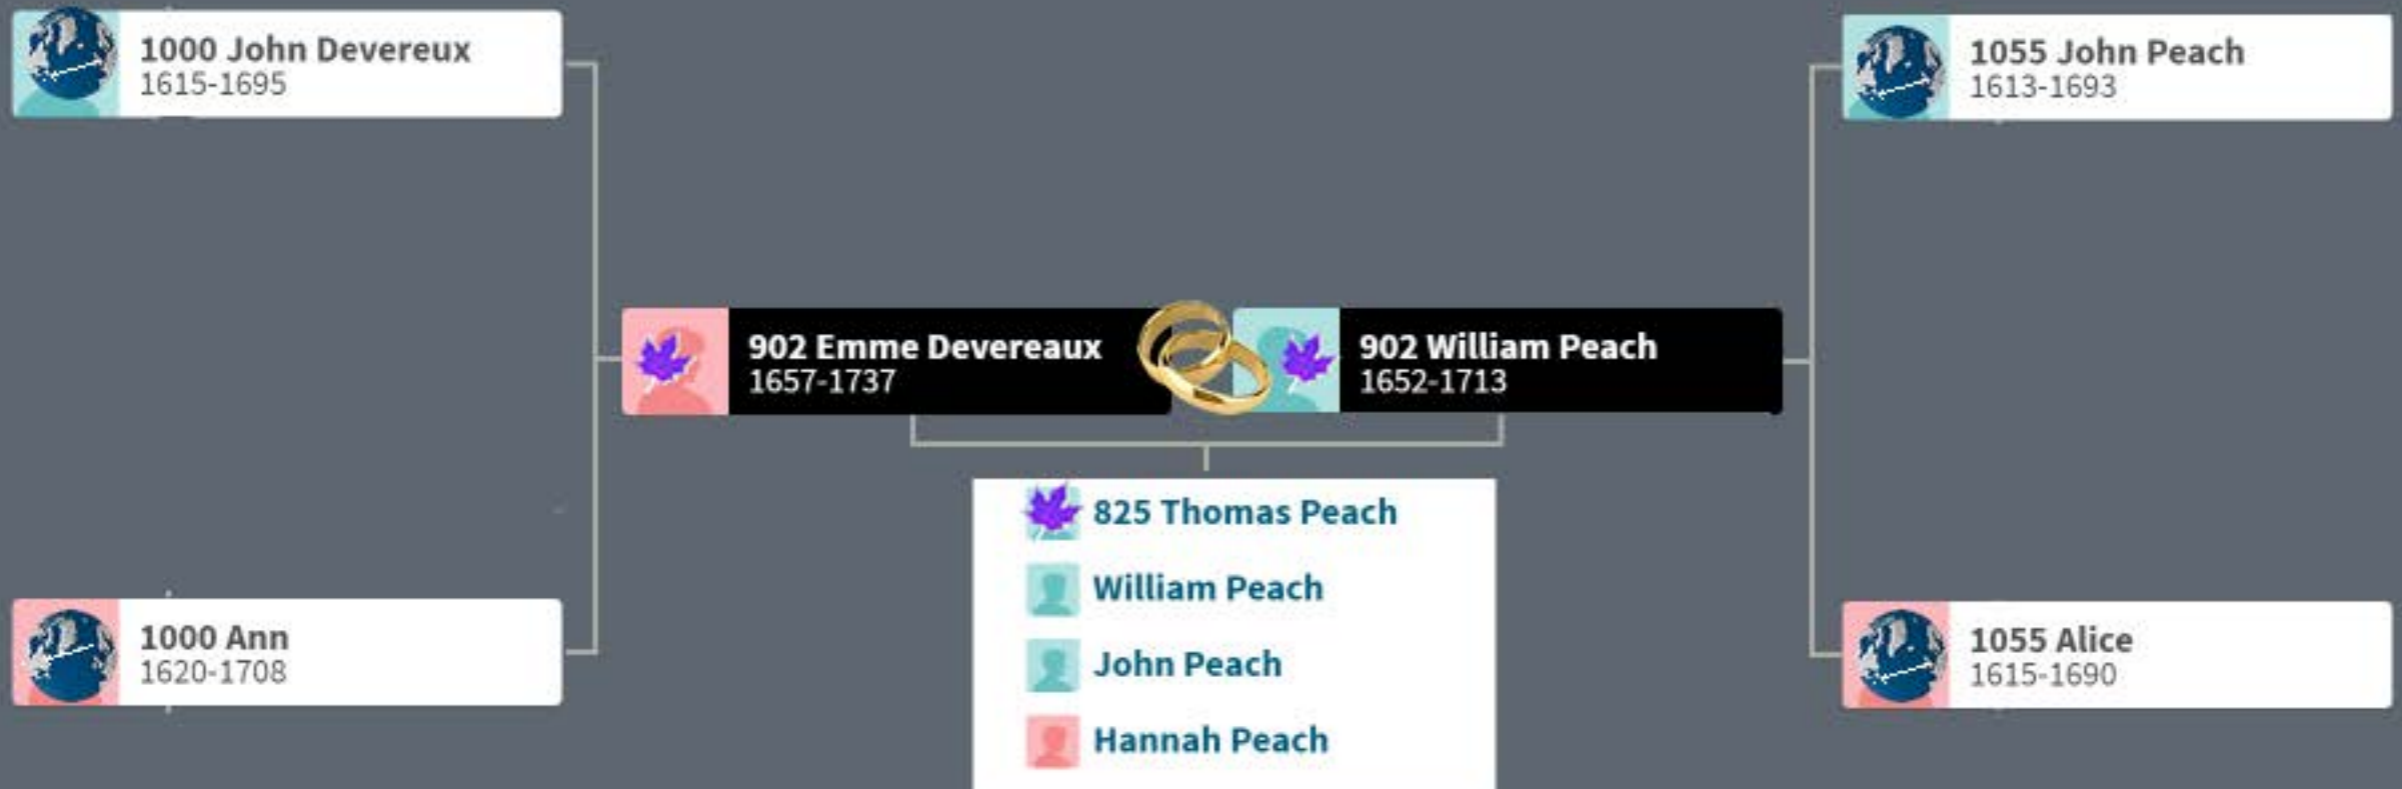 1000 John Devereux
1615-1695
1055 John Peach
1613-1693
902 Emme Devereaux
1657-1737
902 William Peach
1652-1713
825 Thomas Peach
William Peach
John Peach
Hannah Peach
1000 Ann
1620-1708
1055 Alice
1615-1690